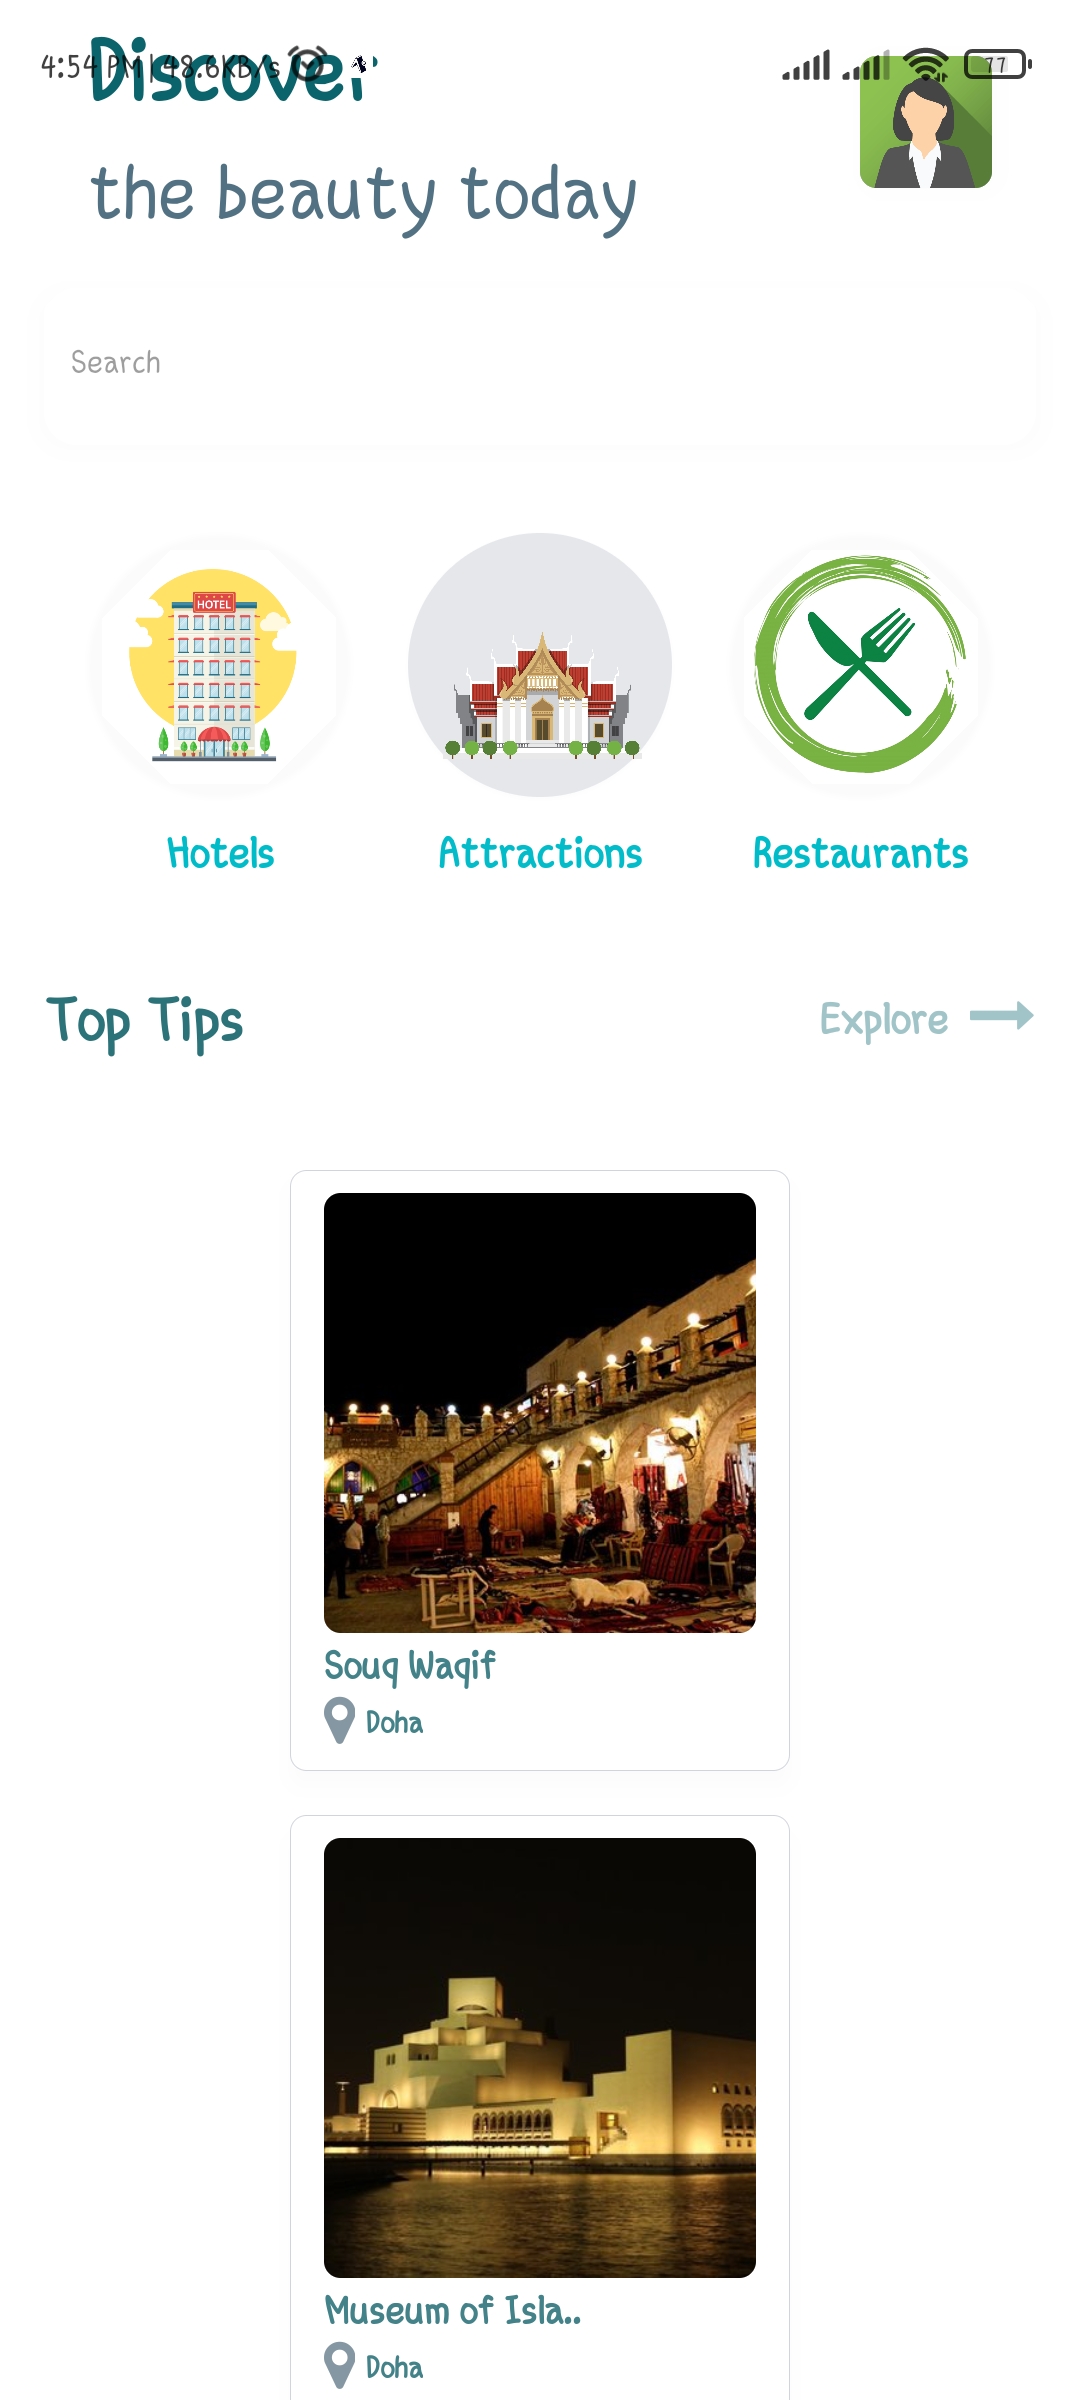 4:54 PM | 48.6KB/s
77
Discover
the beauty today
Search
HOTEL
Hotels
Attractions
Restaurants
Top Tips
Explore
Souq Waqif
Doha
Museum of Isla..
Doha